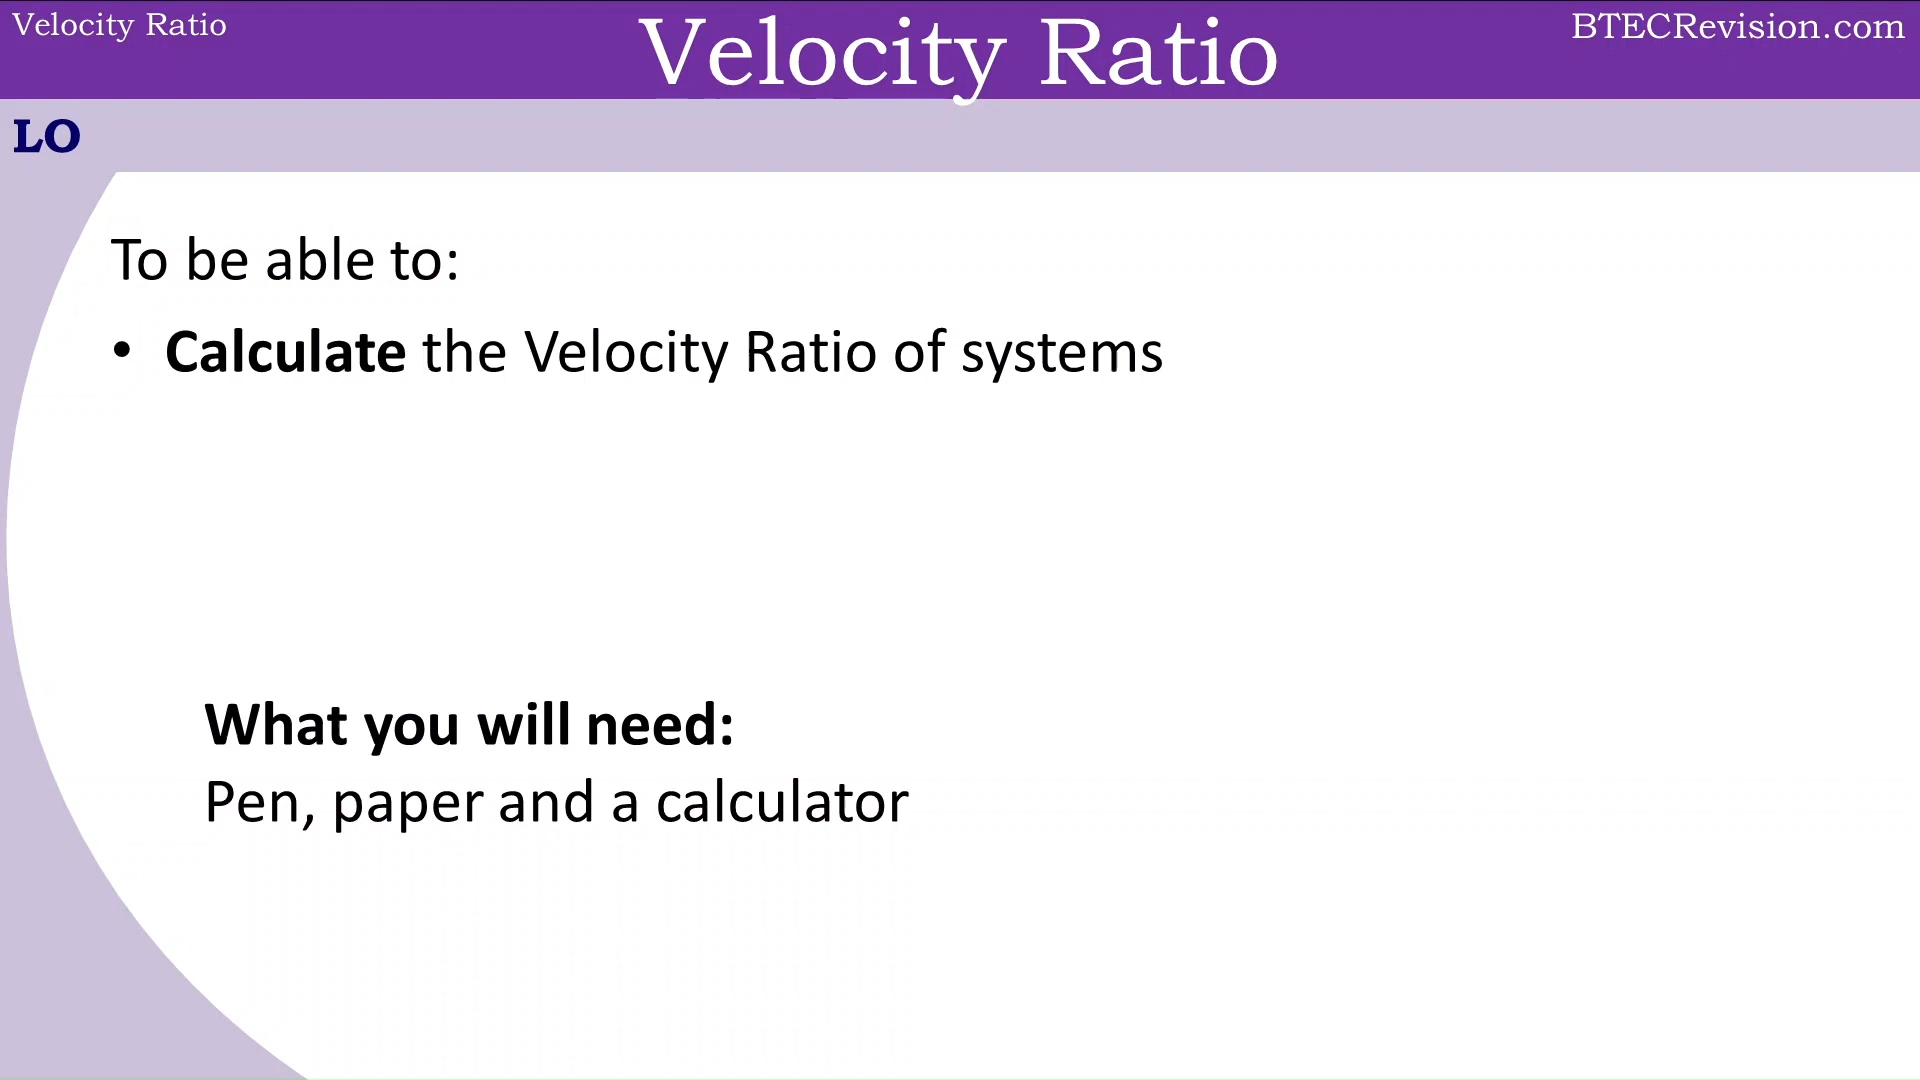 Velocity Ratio
Velocity Ratio
BTECRevision.com
LO
To be able to:
• Calculate the Velocity Ratio of systems
What you will need:
Pen, paper and a calculator